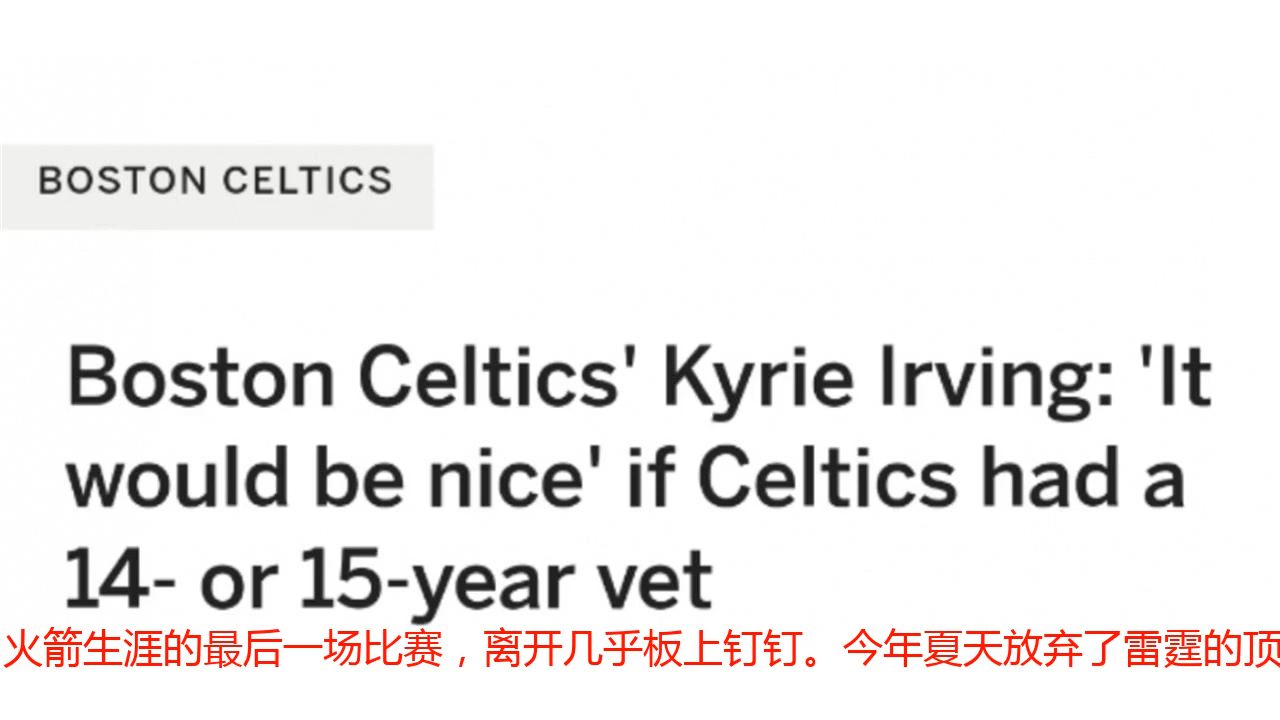 BOSTON CELTICS
Boston Celtics' Kyrie Irving: 'It
would be nice' if Celtics had a
14- or 15-year vet
火箭生涯的最后一场比赛，离开几乎板上钉钉。今年夏天放弃了雷霆的顶